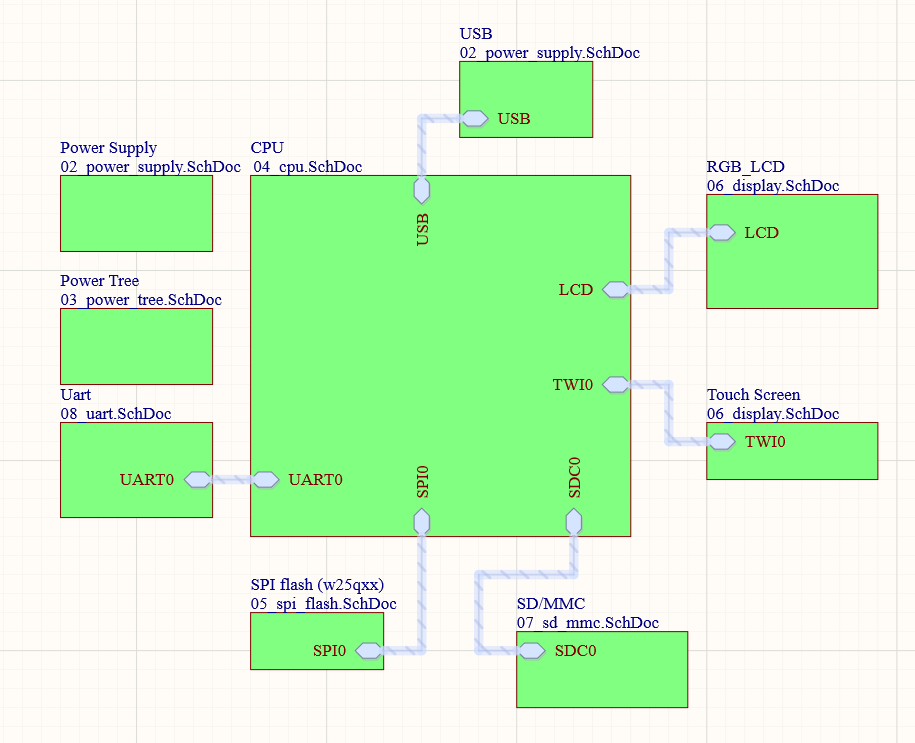 USB
02_power_supply.SchDoc
USB
Power Supply
02_power_supply.SchDoc
CPU
04_cpu.SchDoc
USB
LCD
TWI0
UART0
SPI0
SDC0
RGB_LCD
06_display.SchDoc
LCD
Power Tree
03_power_tree.SchDoc
Uart
08_uart.SchDoc
UART0
Touch Screen
06_display.SchDoc
TWI0
SPI flash (w25qxx)
05_spi_flash.SchDoc
SPI0
SD/MMC
07_sd_mmc.SchDoc
SDC0